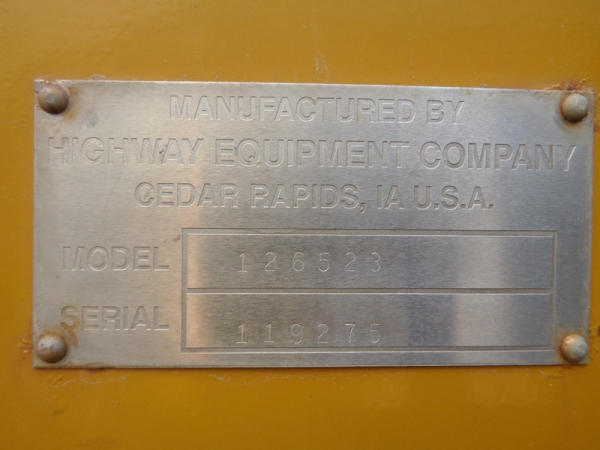 MANUFACTURED BY
HIGHWAY EQUIPMENT COMPANY
CEDAR RAPIDS, IA U.S.A.
MODEL 126523
SERIAL 119275